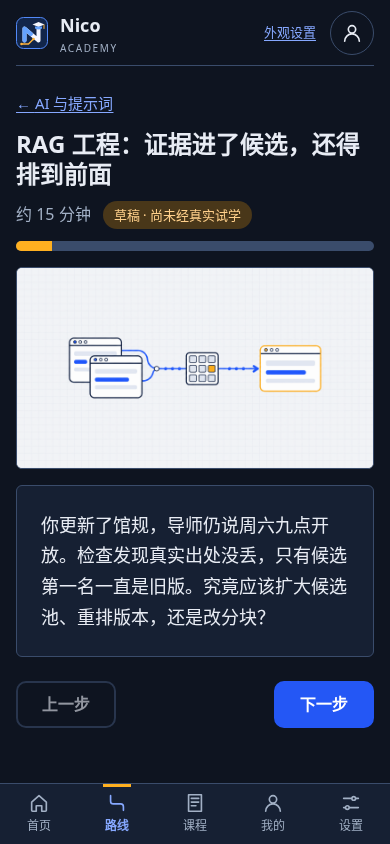 Nico
ACADEMY
外观设置
← AI 与提示词
RAG 工程：证据进了候选，还得
排到前面
约 15 分钟
草稿 · 尚未经真实试学
你更新了馆规，导师仍说周六九点开
放。检查发现真实出处没丢，只有候选
第一名一直是旧版。究竟应该扩大候选
池、重排版本，还是改分块？
上一步
下一步
首页
路线
课程
我的
设置